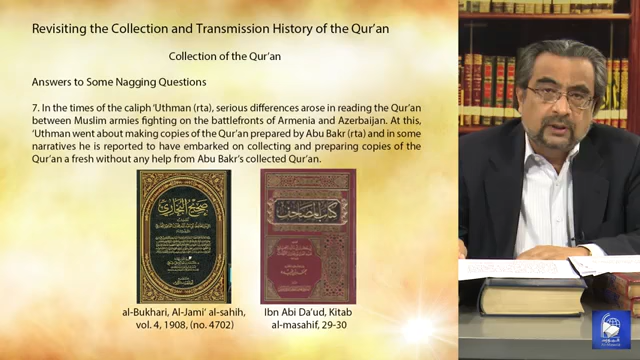 Revisiting the Collection and Transmission History of the Qur'an
Collection of the Qur'an
Answers to Some Nagging Questions
7. In the times of the caliph 'Uthman (rta), serious differences arose in reading the Qur'an
between Muslim armies fighting on the battlefronts of Armenia and Azerbaijan. At this,
'Uthman went about making copies of the Qur'an prepared by Abu Bakr (rta) and in some
narratives he is reported to have embarked on collecting and preparing copies of the
Qur'an a fresh without any help from Abu Bakr's collected Qur'an.
صحيح البخاري
كتاب المصاحف
al-Bukhari, Al-Jami' al-sahih,
vol. 4, 1908, (no. 4702)
Ibn Abi Da'ud, Kitab
al-masahif, 29-30